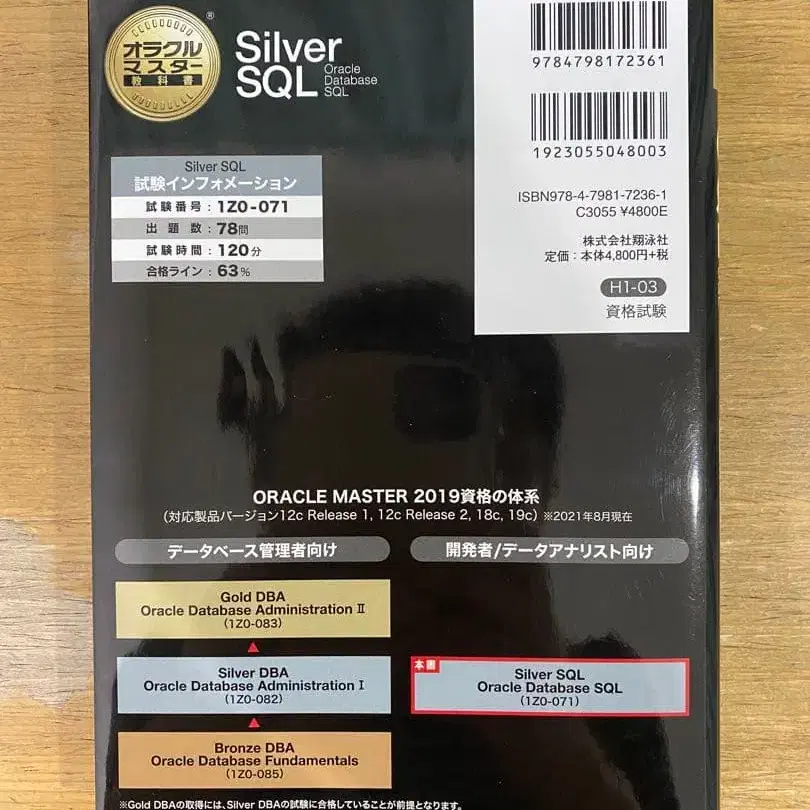 オラクル
マスター
教科書
®
Silver
SQL
Oracle
Database
SQL
9784798172361
1923055048003
ISBN978-4-7981-7236-1
C3055 ¥4800E
株式会社翔泳社
定価：本体4,800円+税
H1-03
資格試験
Silver SQL
試験インフォメーション
試験番号：1Z0-071
出題数：78問
試験時間：120分
合格ライン：63%
ORACLE MASTER 2019資格の体系
（対応製品バージョン12c Release 1, 12c Release 2, 18c, 19c）※2021年8月現在
データベース管理者向け
Gold DBA
Oracle Database Administration Ⅱ
(1Z0-083)
Silver DBA
Oracle Database Administration Ⅰ
(1Z0-082)
Bronze DBA
Oracle Database Fundamentals
(1Z0-085)
開発者/データアナリスト向け
本書
Silver SQL
Oracle Database SQL
(1Z0-071)
※Gold DBAの取得には、Silver DBAの試験に合格していることが前提となります。